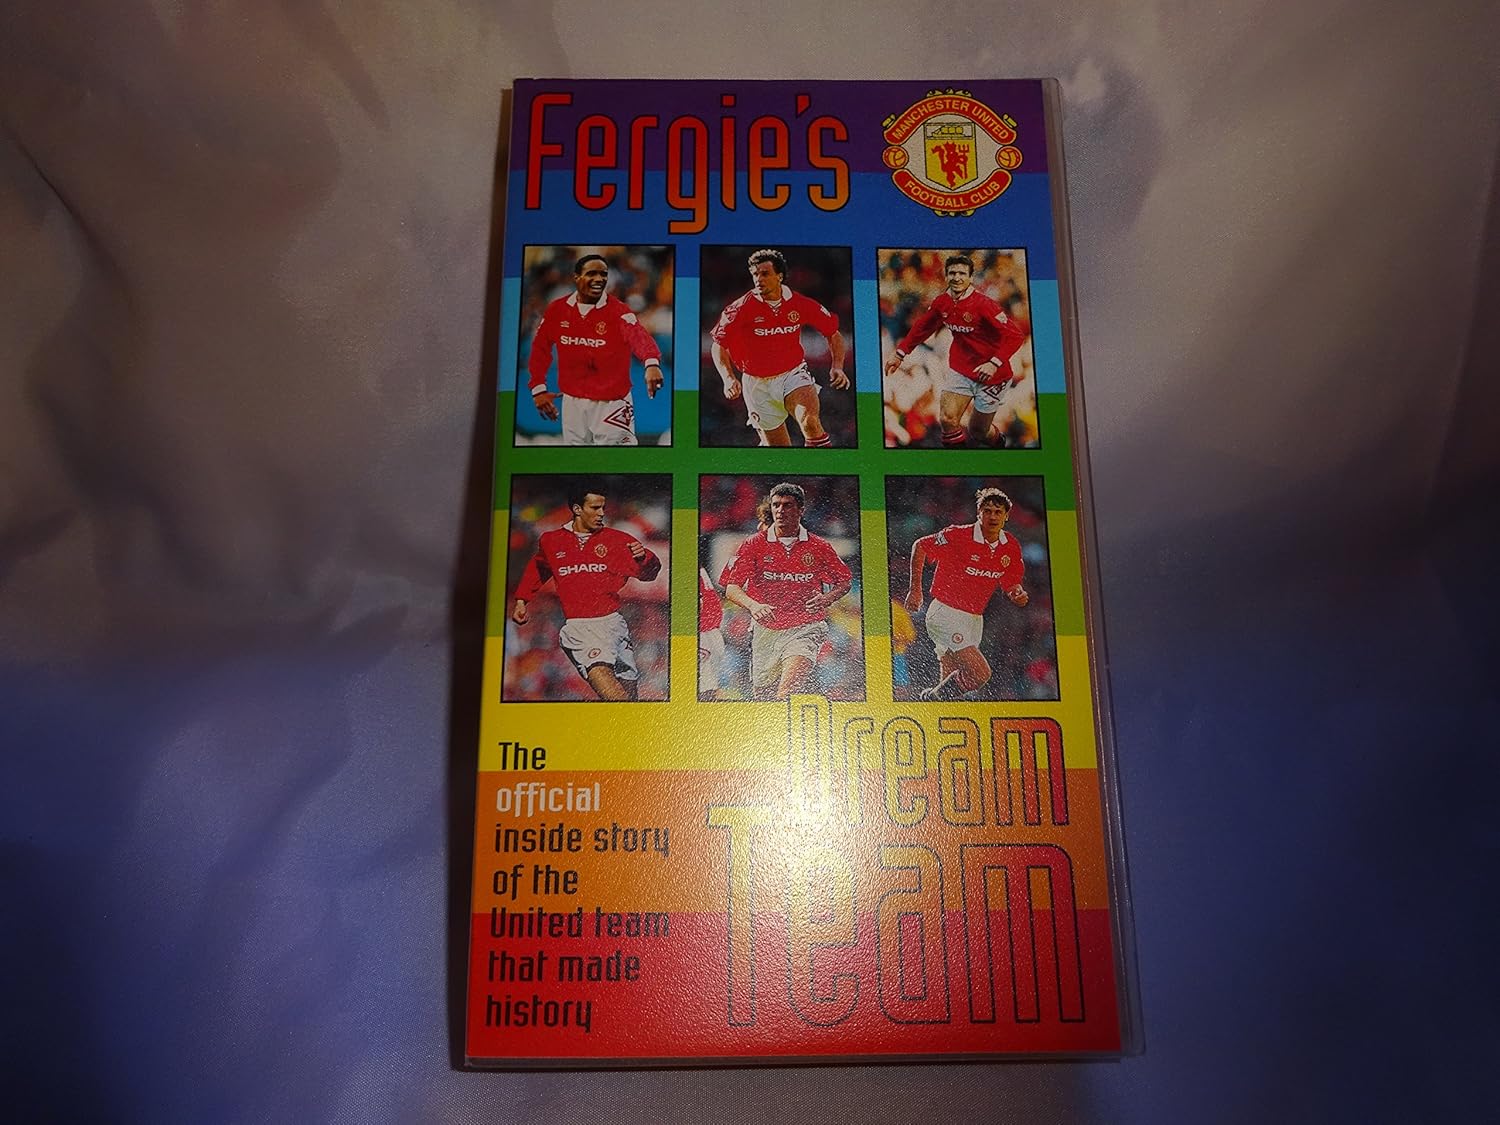 Fergie's
MANCHESTER UNITED
FOOTBALL CLUB
SHARP
SHARP
SHARP
SHARP
SHARP
SHARP
Dream
Team
The
official
inside story
of the
United team
that made
history